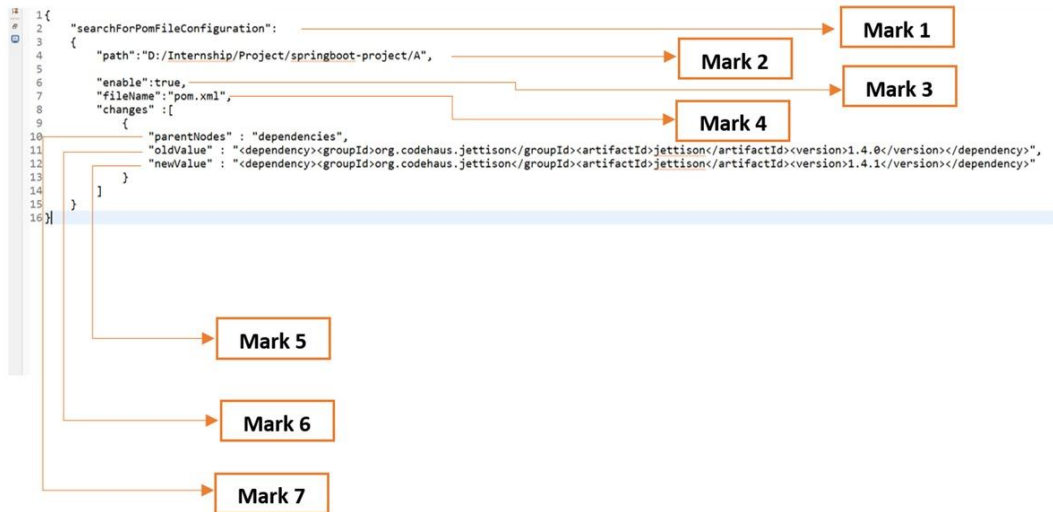 1 {
2 "searchForPomFileConfiguration":
3 {
4 "path":"D:/Internship/Project/springboot-project/A",
5
6 "enable":true,
7 "fileName":"pom.xml",
8 "changes" :[
9 {
10 "parentNodes" : "dependencies",
11 "oldValue" : "<dependency><groupId>org.codehaus.jettison</groupId><artifactId>jettison</artifactId><version>1.4.0</version></dependency>",
12 "newValue" : "<dependency><groupId>org.codehaus.jettison</groupId><artifactId>jettison</artifactId><version>1.4.1</version></dependency>"
13 }
14 ]
15 }
16 }
Mark 1
Mark 2
Mark 3
Mark 4
Mark 5
Mark 6
Mark 7